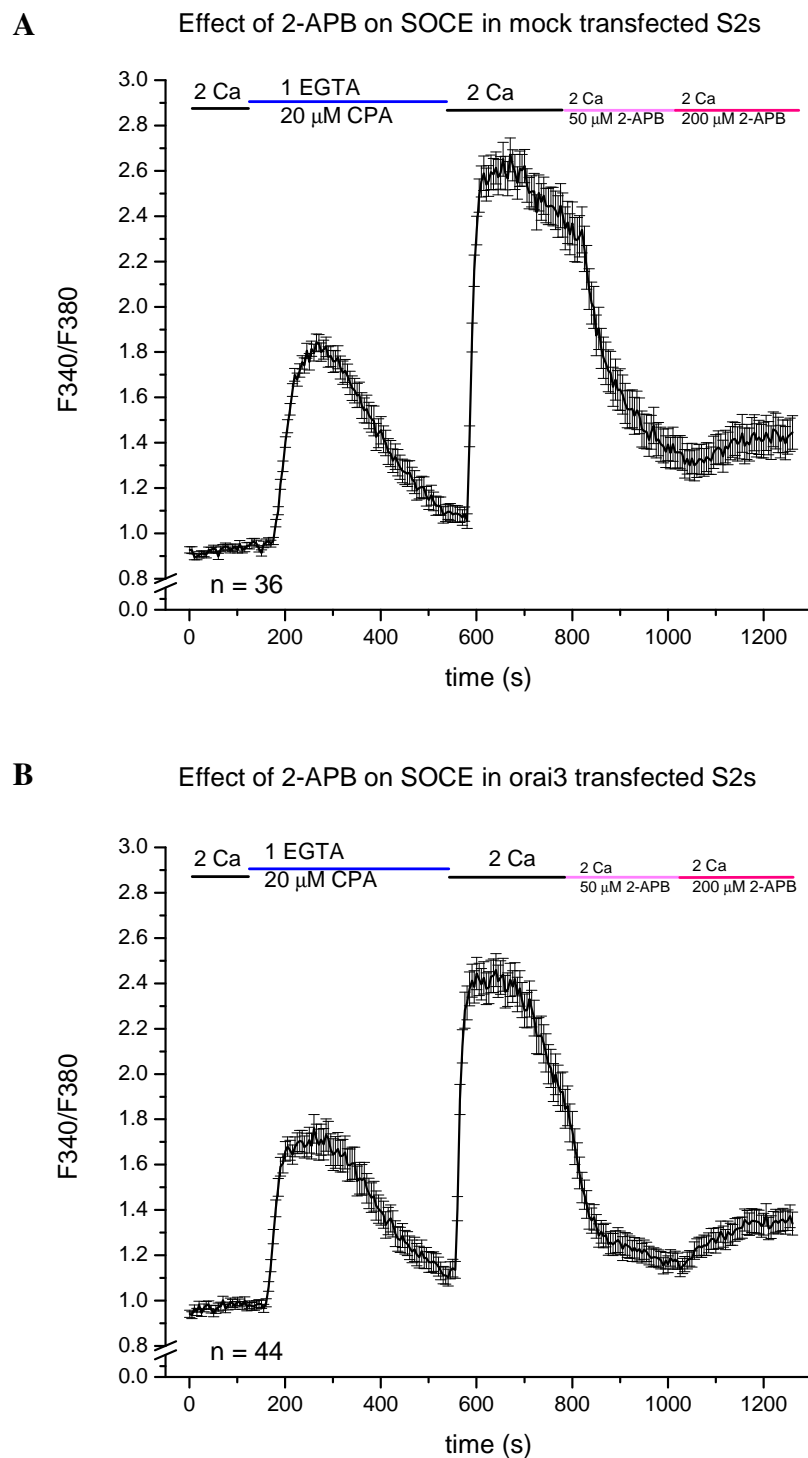 A
Effect of 2-APB on SOCE in mock transfected S2s
3.0
2.8
2.6
2.4
2.2
2.0
1.8
1.6
1.4
1.2
1.0
0.8
0.0
F340/F380
2 Ca
1 EGTA
20 μM CPA
2 Ca
2 Ca
50 μM 2-APB
2 Ca
200 μM 2-APB
n = 36
0 200 400 600 800 1000 1200
time (s)
B
Effect of 2-APB on SOCE in orai3 transfected S2s
3.0
2.8
2.6
2.4
2.2
2.0
1.8
1.6
1.4
1.2
1.0
0.8
0.0
F340/F380
2 Ca
1 EGTA
20 μM CPA
2 Ca
2 Ca
50 μM 2-APB
2 Ca
200 μM 2-APB
n = 44
0 200 400 600 800 1000 1200
time (s)